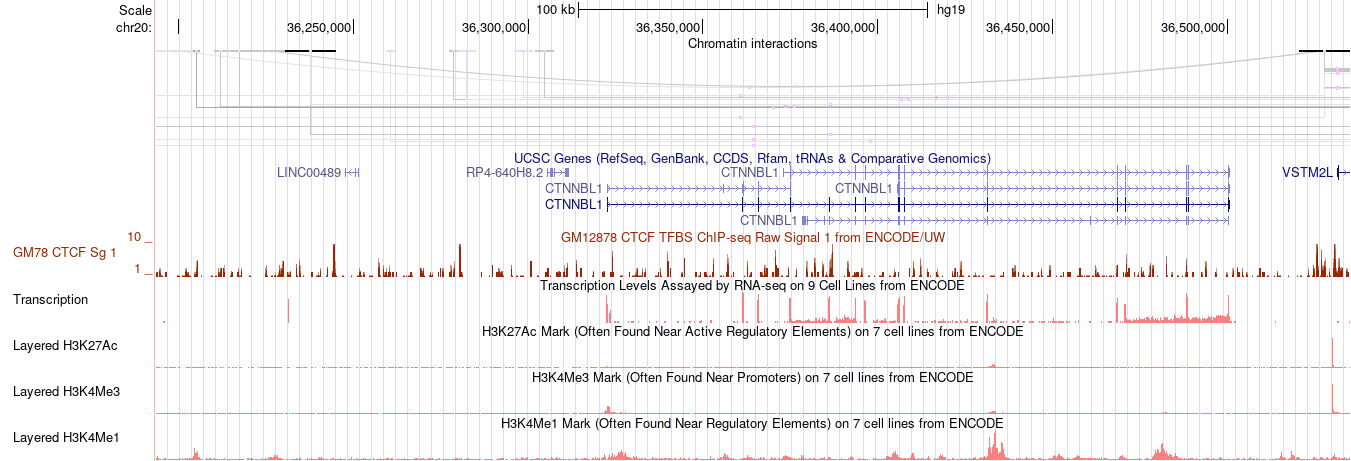 Scale 100 kb hg19
chr20: 36,250,000 36,300,000 36,350,000 36,400,000 36,450,000 36,500,000
Chromatin interactions
UCSC Genes (RefSeq, GenBank, CCDS, Rfam, tRNAs & Comparative Genomics)
LINC00489 RP4-640H8.2 CTNNBL1 VSTM2L
CTNNBL1 CTNNBL1
CTNNBL1
CTNNBL1
GM12878 CTCF TFBS ChIP-seq Raw Signal 1 from ENCODE/UW
10 _
GM78 CTCF Sg 1
1 _
Transcription Levels Assayed by RNA-seq on 9 Cell Lines from ENCODE
Transcription
H3K27Ac Mark (Often Found Near Active Regulatory Elements) on 7 cell lines from ENCODE
Layered H3K27Ac
H3K4Me3 Mark (Often Found Near Promoters) on 7 cell lines from ENCODE
Layered H3K4Me3
H3K4Me1 Mark (Often Found Near Regulatory Elements) on 7 cell lines from ENCODE
Layered H3K4Me1